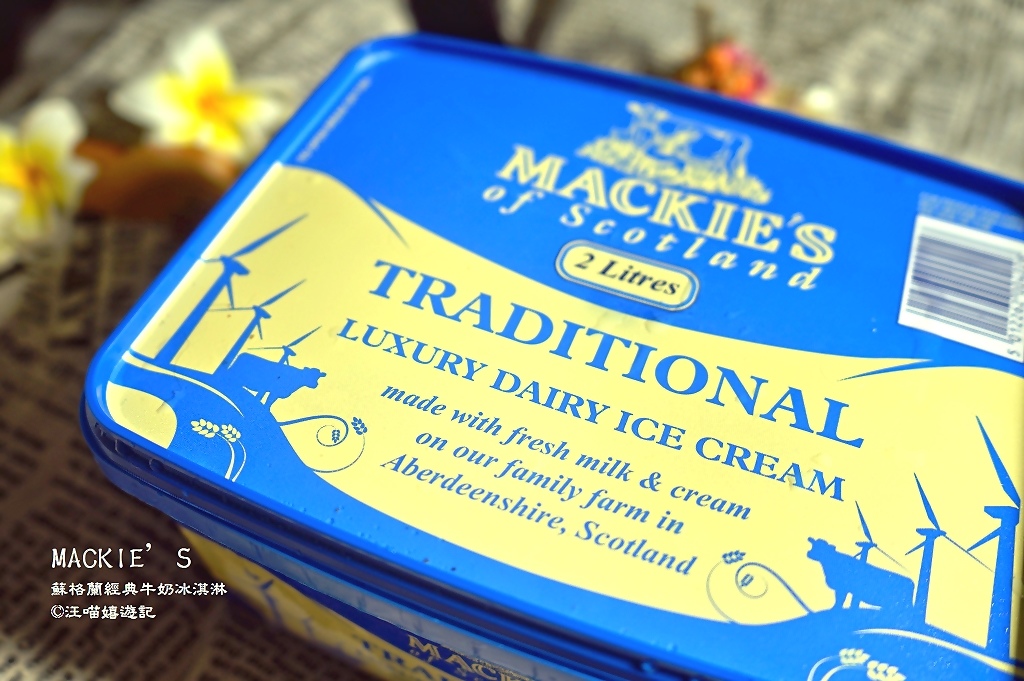 MACKIE'S
of Scotland
2 Litres
TRADITIONAL
LUXURY DAIRY ICE CREAM
made with fresh milk & cream
on our family farm in
Aberdeenshire, Scotland
MACKIE'S
蘇格蘭經典牛奶冰淇淋
©汪喵嬉遊記